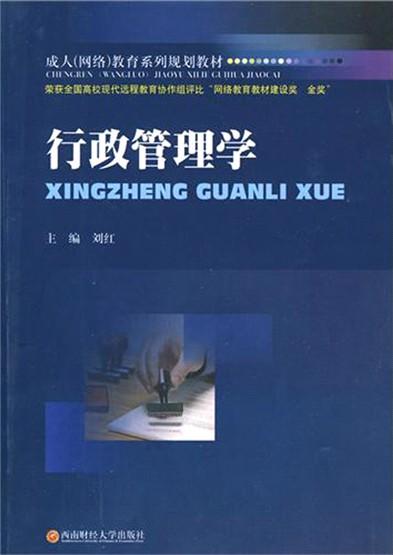 成人(网络)教育系列规划教材
CHENGREN (WANGLUO) JIAOYU XILIE GUIHUA JIAOCAI
荣获全国高校现代远程教育协作组评比“网络教育教材建设奖 金奖”
行政管理学
XINGZHENG GUANLI XUE
主 编 刘红
西南财经大学出版社